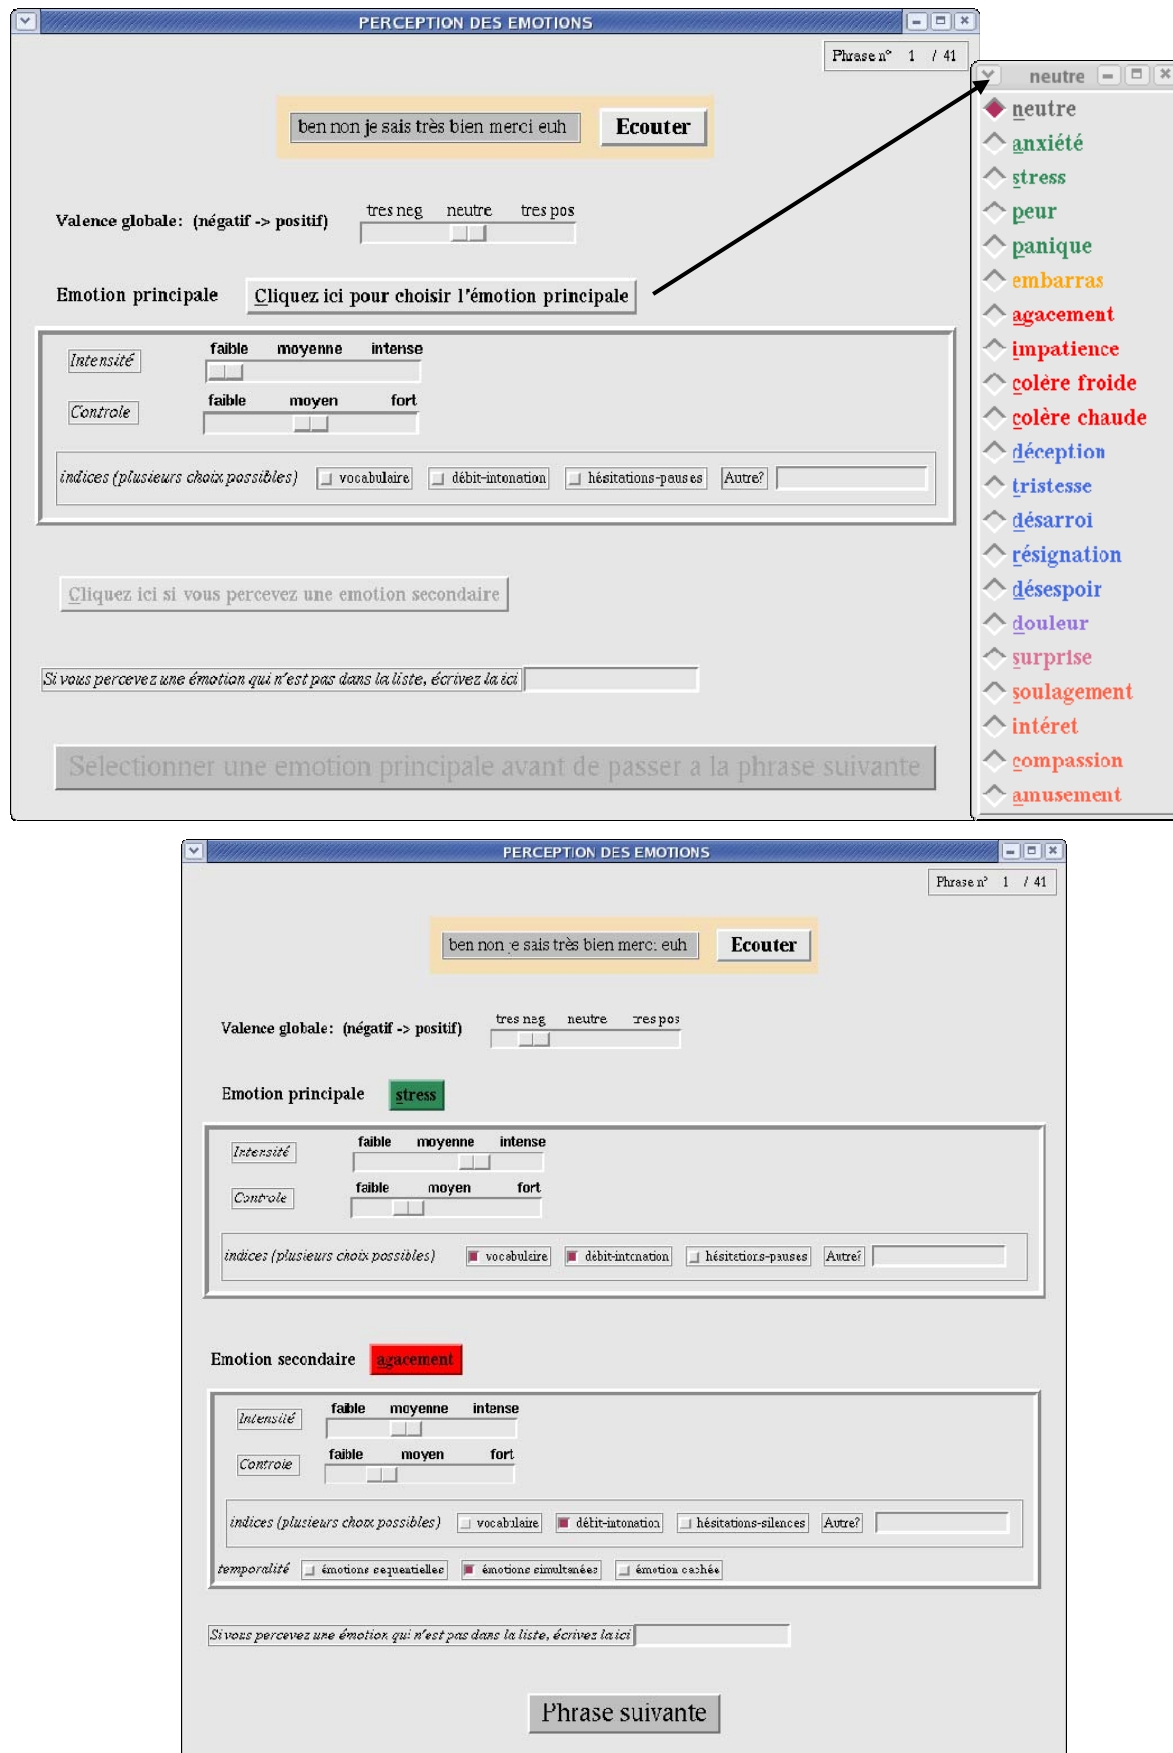 PERCEPTION DES EMOTIONS
Phrase n° 1 / 41
ben non je sais très bien merci euh Ecouter
Valence globale: (négatif -> positif) tres neg neutre tres pos
Emotion principale Cliquez ici pour choisir l'émotion principale
Intensité faible moyenne intense
Controle faible moyen fort
indices (plusieurs choix possibles) vocabulaire débit-intonation hésitations-pauses Autre?
Cliquez ici si vous percevez une emotion secondaire
Si vous percevez une émotion qui n'est pas dans la liste, écrivez la ici
Selectionner une emotion principale avant de passer a la phrase suivante
neutre
neutre
anxiété
stress
peur
panique
embarras
agacement
impatience
colère froide
colère chaude
déception
tristesse
désarroi
résignation
désespoir
douleur
surprise
soulagement
intéret
compassion
amusement
PERCEPTION DES EMOTIONS
Phrase n° 1 / 41
ben non je sais très bien merci euh Ecouter
Valence globale: (négatif -> positif) tres neg neutre tres pos
Emotion principale stress
Intensité faible moyenne intense
Controle faible moyen fort
indices (plusieurs choix possibles) vocabulaire débit-intonation hésitations-pauses Autre?
Emotion secondaire agacement
Intensité faible moyenne intense
Controle faible moyen fort
indices (plusieurs choix possibles) vocabulaire débit-intonation hésitations-silences Autre?
temporalité émotions sequentielles émotions simultanées émotion cachée
Si vous percevez une émotion qui n'est pas dans la liste, écrivez la ici
Phrase suivante